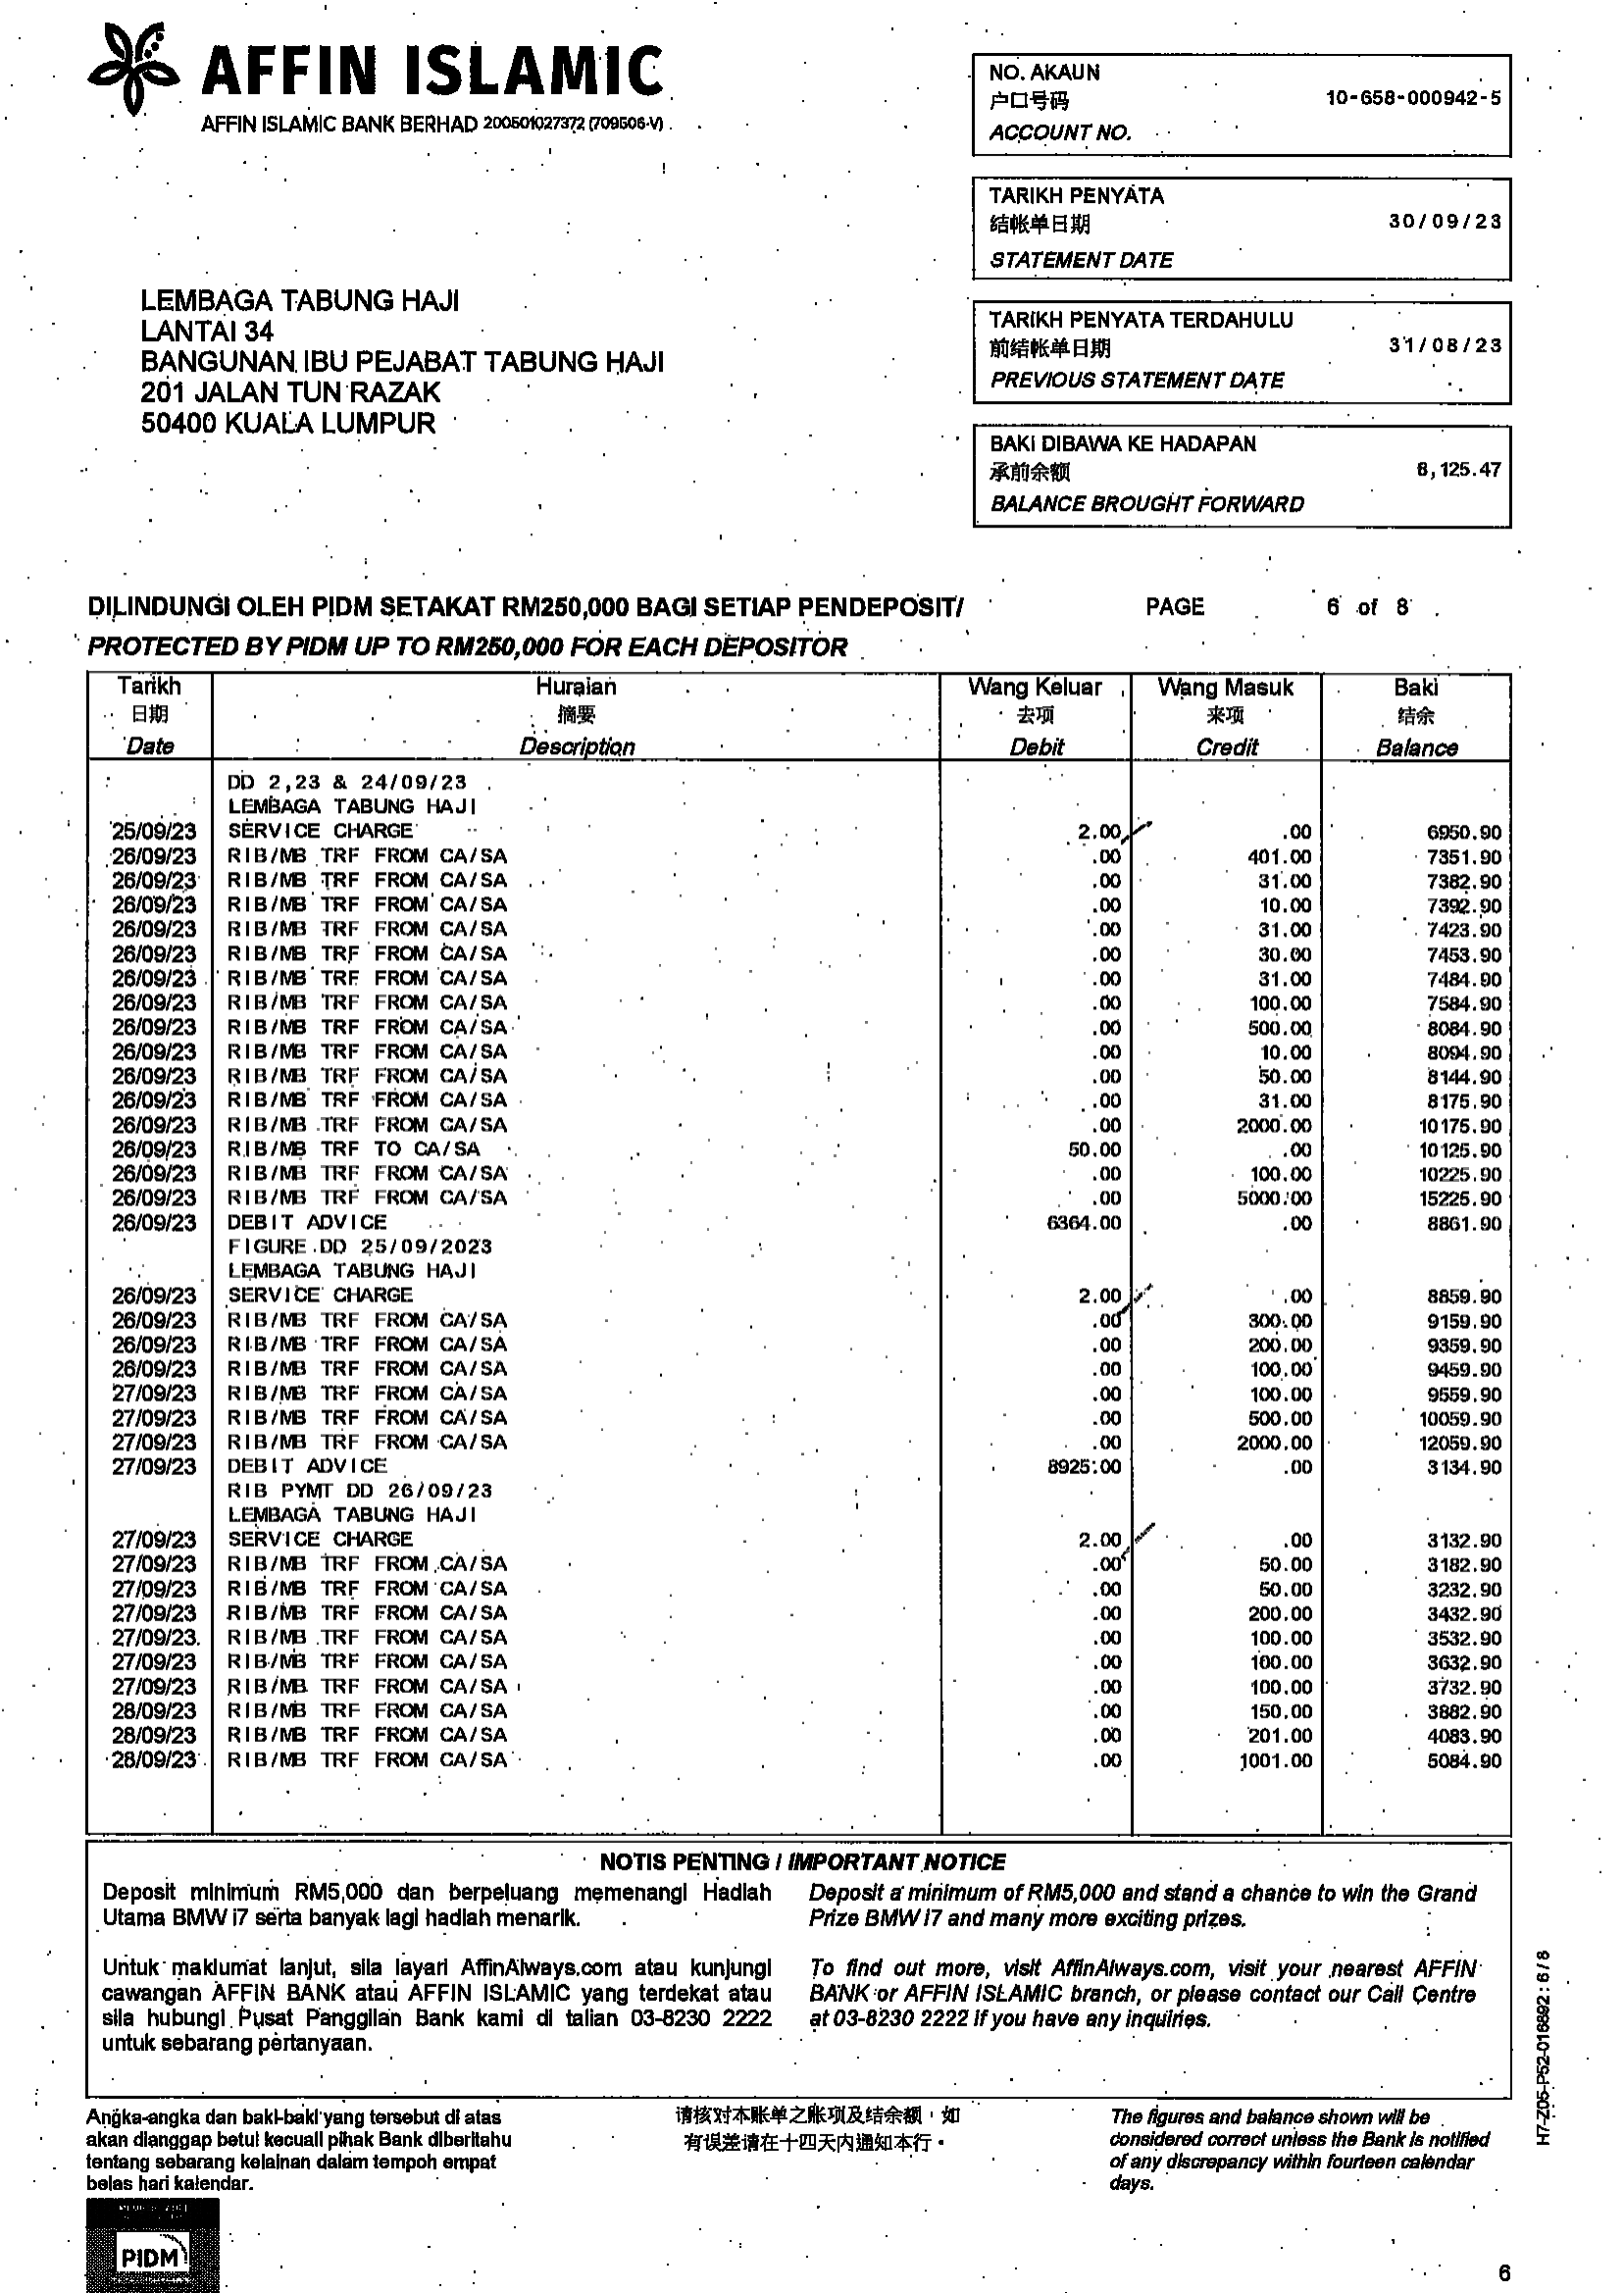 AFFIN ISLAMIC
AFFIN ISLAMIC BANK BERHAD 200501027372 (709506-V)
NO. AKAUN
户口号码
ACCOUNT NO.
10-658-000942-5
TARIKH PENYATA
结帐单日期
STATEMENT DATE
30/09/23
LEMBAGA TABUNG HAJI
LANTAI 34
BANGUNAN IBU PEJABAT TABUNG HAJI
201 JALAN TUN RAZAK
50400 KUALA LUMPUR
TARIKH PENYATA TERDAHULU
前结帐单日期
PREVIOUS STATEMENT DATE
31/08/23
BAKI DIBAWA KE HADAPAN
承前余额
BALANCE BROUGHT FORWARD
8,125.47
DILINDUNGI OLEH PIDM SETAKAT RM250,000 BAGI SETIAP PENDEPOSIT/
PROTECTED BY PIDM UP TO RM250,000 FOR EACH DEPOSITOR
PAGE 6 of 8
Tarikh Huraian Wang Keluar Wang Masuk Baki
日期 摘要 去项 来项 结余
Date Description Debit Credit Balance
DD 2,23 & 24/09/23
LEMBAGA TABUNG HAJI
25/09/23 SERVICE CHARGE 2.00 .00 6950.90
26/09/23 RIB/MB TRF FROM CA/SA .00 401.00 7351.90
26/09/23 RIB/MB TRF FROM CA/SA .00 31.00 7382.90
26/09/23 RIB/MB TRF FROM CA/SA .00 10.00 7392.90
26/09/23 RIB/MB TRF FROM CA/SA .00 31.00 7423.90
26/09/23 RIB/MB TRF FROM CA/SA .00 30.00 7453.90
26/09/23 RIB/MB TRF FROM CA/SA .00 31.00 7484.90
26/09/23 RIB/MB TRF FROM CA/SA .00 100.00 7584.90
26/09/23 RIB/MB TRF FROM CA/SA .00 500.00 8084.90
26/09/23 RIB/MB TRF FROM CA/SA .00 10.00 8094.90
26/09/23 RIB/MB TRF FROM CA/SA .00 50.00 8144.90
26/09/23 RIB/MB TRF FROM CA/SA .00 31.00 8175.90
26/09/23 RIB/MB TRF FROM CA/SA .00 2000.00 10175.90
26/09/23 RIB/MB TRF TO CA/SA 50.00 .00 10125.90
26/09/23 RIB/MB TRF FROM CA/SA .00 100.00 10225.90
26/09/23 RIB/MB TRF FROM CA/SA .00 5000.00 15225.90
26/09/23 DEBIT ADVICE 6364.00 .00 8861.90
FIGURE DD 25/09/2023
LEMBAGA TABUNG HAJI
26/09/23 SERVICE CHARGE 2.00 .00 8859.90
26/09/23 RIB/MB TRF FROM CA/SA .00 300.00 9159.90
26/09/23 RIB/MB TRF FROM CA/SA .00 200.00 9359.90
26/09/23 RIB/MB TRF FROM CA/SA .00 100.00 9459.90
27/09/23 RIB/MB TRF FROM CA/SA .00 100.00 9559.90
27/09/23 RIB/MB TRF FROM CA/SA .00 500.00 10059.90
27/09/23 RIB/MB TRF FROM CA/SA .00 2000.00 12059.90
27/09/23 DEBIT ADVICE 8925.00 .00 3134.90
RIB PYMT DD 26/09/23
LEMBAGA TABUNG HAJI
27/09/23 SERVICE CHARGE 2.00 .00 3132.90
27/09/23 RIB/MB TRF FROM CA/SA .00 50.00 3182.90
27/09/23 RIB/MB TRF FROM CA/SA .00 50.00 3232.90
27/09/23 RIB/MB TRF FROM CA/SA .00 200.00 3432.90
27/09/23 RIB/MB TRF FROM CA/SA .00 100.00 3532.90
27/09/23 RIB/MB TRF FROM CA/SA .00 100.00 3632.90
27/09/23 RIB/MB TRF FROM CA/SA .00 100.00 3732.90
28/09/23 RIB/MB TRF FROM CA/SA .00 150.00 3882.90
28/09/23 RIB/MB TRF FROM CA/SA .00 201.00 4083.90
28/09/23 RIB/MB TRF FROM CA/SA .00 1001.00 5084.90
NOTIS PENTING / IMPORTANT NOTICE
Deposit minimum RM5,000 dan berpeluang memenangi Hadiah
Utama BMW i7 serta banyak lagi hadiah menarik.
Untuk maklumat lanjut, sila layari AffinAlways.com atau kunjungi
cawangan AFFIN BANK atau AFFIN ISLAMIC yang terdekat atau
sila hubungi Pusat Panggilan Bank kami di talian 03-8230 2222
untuk sebarang pertanyaan.
Deposit a minimum of RM5,000 and stand a chance to win the Grand
Prize BMW i7 and many more exciting prizes.
To find out more, visit AffinAlways.com, visit your nearest AFFIN
BANK or AFFIN ISLAMIC branch, or please contact our Call Centre
at 03-8230 2222 if you have any inquiries.
H7-Z05-P52-016892 : 6 / 8
Angka-angka dan baki-baki yang tersebut di atas
akan dianggap betul kecuali pihak Bank diberitahu
tentang sebarang kelainan dalam tempoh empat
belas hari kalendar.
请核对本账单之账项及结余额，如
有误差请在十四天内通知本行。
The figures and balance shown will be
considered correct unless the Bank is notified
of any discrepancy within fourteen calendar
days.
PIDM
6